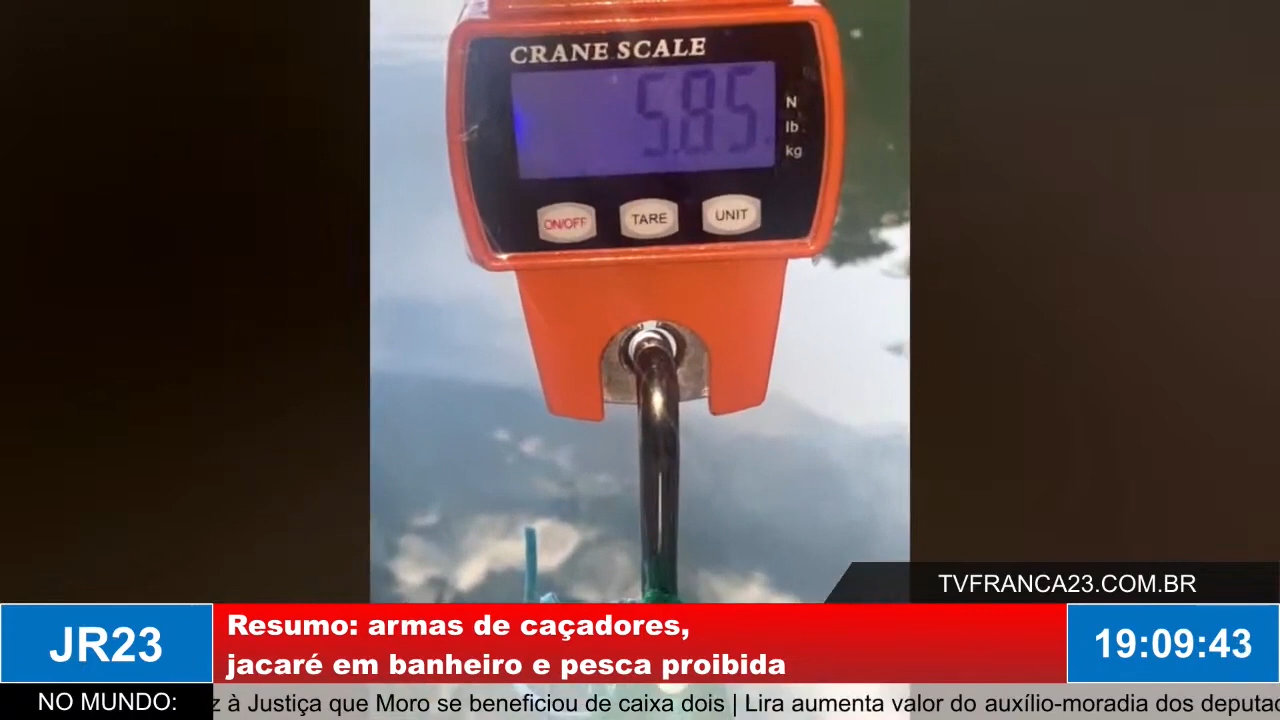 CRANE SCALE
5.85
N
lb
kg
ON/OFF
TARE
UNIT
TVFRANCA23.COM.BR
JR23
Resumo: armas de caçadores,
jacaré em banheiro e pesca proibida
19:09:43
NO MUNDO:
z à Justiça que Moro se beneficiou de caixa dois | Lira aumenta valor do auxílio-moradia dos deputad